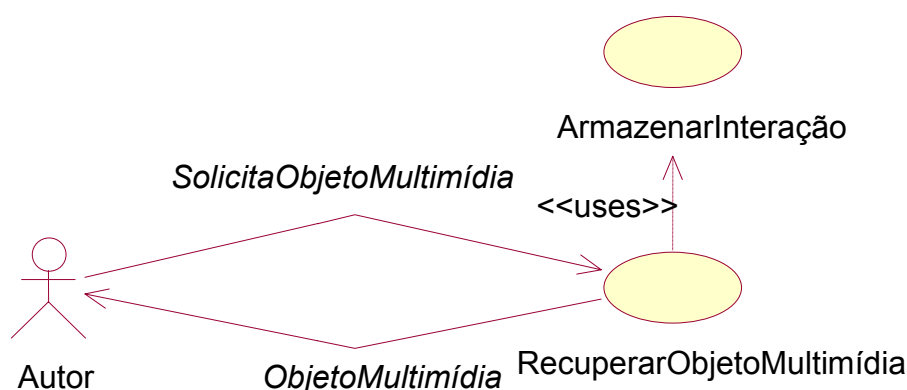 ArmazenarInteração
SolicitaObjetoMultimídia
<<uses>>
Autor
ObjetoMultimídia
RecuperarObjetoMultimídia